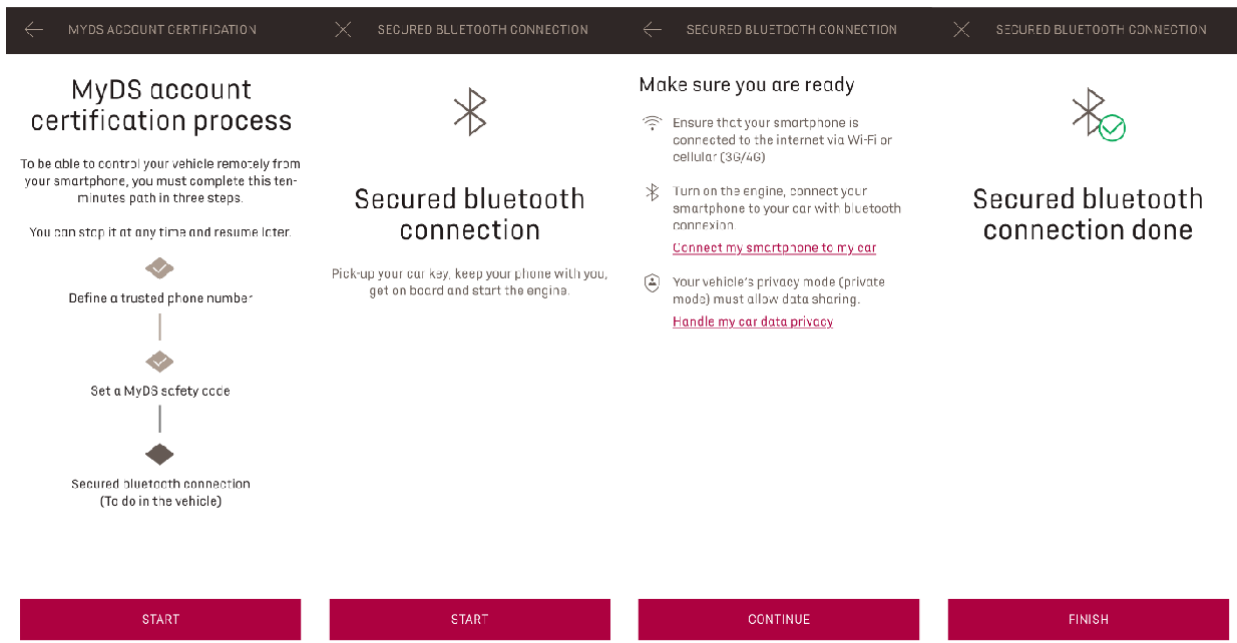 MYDS ACCOUNT CERTIFICATION
MyDS account
certification process
To be able to control your vehicle remotely from
your smartphone, you must complete this ten-
minutes path in three steps.
You can stop it at any time and resume later.
Define a trusted phone number
Set a MyDS safety code
Secured bluetooth connection
(To do in the vehicle)
START
SECURED BLUETOOTH CONNECTION
Secured bluetooth
connection
Pick-up your car key, keep your phone with you,
get on board and start the engine.
START
SECURED BLUETOOTH CONNECTION
Make sure you are ready
Ensure that your smartphone is
connected to the internet via Wi-Fi or
cellular (3G/4G)
Turn on the engine, connect your
smartphone to your car with bluetooth
connexion.
Connect my smartphone to my car
Your vehicle's privacy mode (private
mode) must allow data sharing.
Handle my car data privacy
CONTINUE
SECURED BLUETOOTH CONNECTION
Secured bluetooth
connection done
FINISH